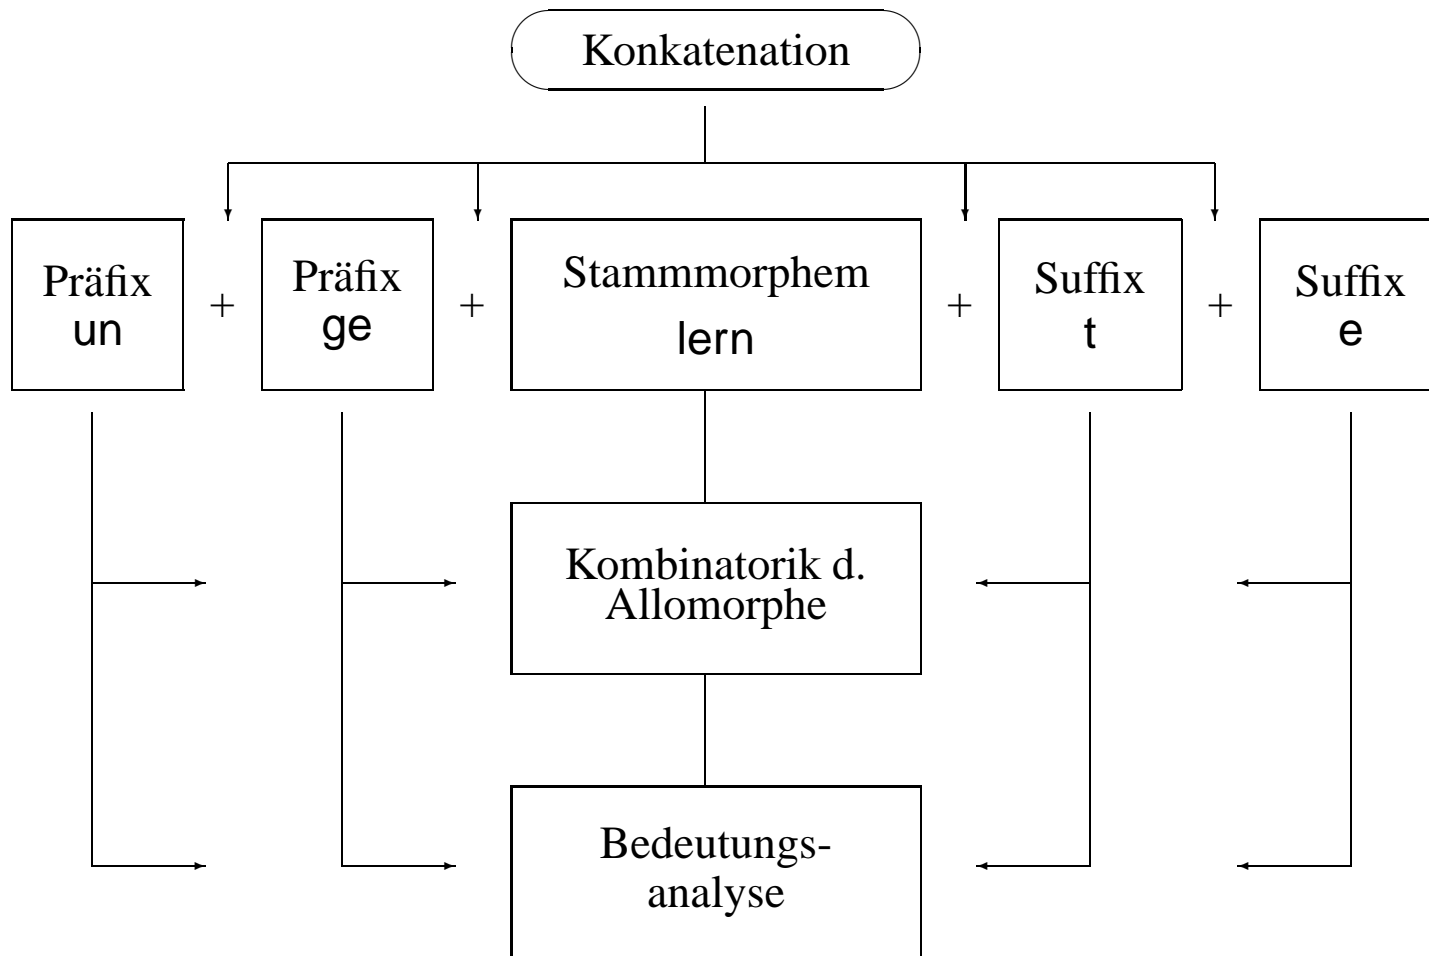 Konkatenation
Präfix
un
+
Präfix
ge
+
Stammmorphem
lern
+
Suffix
t
+
Suffix
e
Kombinatorik d.
Allomorphe
Bedeutungs-
analyse